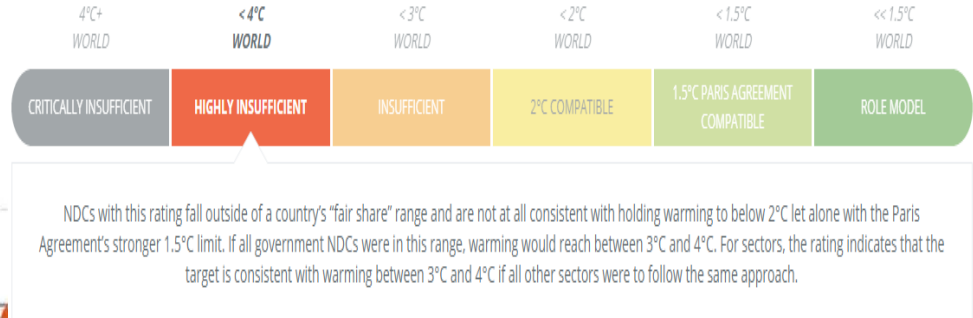 4°C+ < 4°C < 3°C < 2°C < 1.5°C << 1.5°C
WORLD WORLD WORLD WORLD WORLD WORLD
CRITICALLY INSUFFICIENT HIGHLY INSUFFICIENT INSUFFICIENT 2°C COMPATIBLE 1.5°C PARIS AGREEMENT COMPATIBLE ROLE MODEL
NDCs with this rating fall outside of a country's “fair share” range and are not at all consistent with holding warming to below 2°C let alone with the Paris
Agreement's stronger 1.5°C limit. If all government NDCs were in this range, warming would reach between 3°C and 4°C. For sectors, the rating indicates that the
target is consistent with warming between 3°C and 4°C if all other sectors were to follow the same approach.